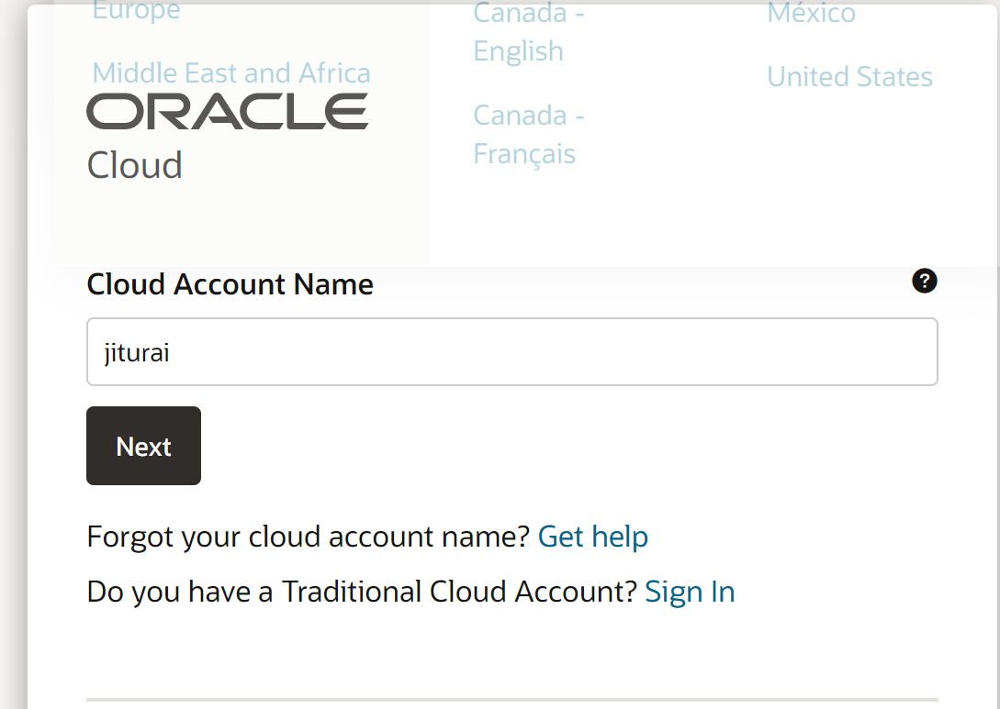 Europe
Middle East and Africa
Canada -
English
Canada -
Français
México
United States
ORACLE
Cloud
Cloud Account Name
?
jiturai
Next
Forgot your cloud account name? Get help
Do you have a Traditional Cloud Account? Sign In